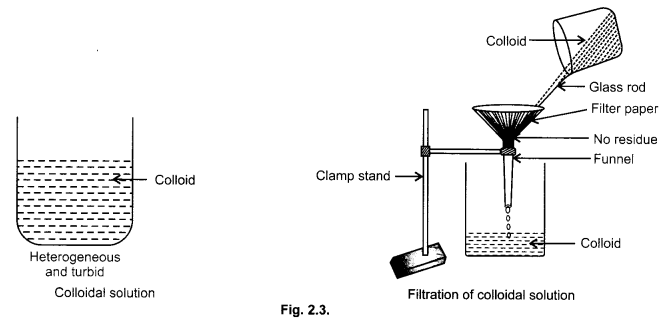 Colloid
Glass rod
Filter paper
No residue
Funnel
Clamp stand
Colloid
Colloid
Heterogeneous
and turbid
Colloidal solution
Filtration of colloidal solution
Fig. 2.3.